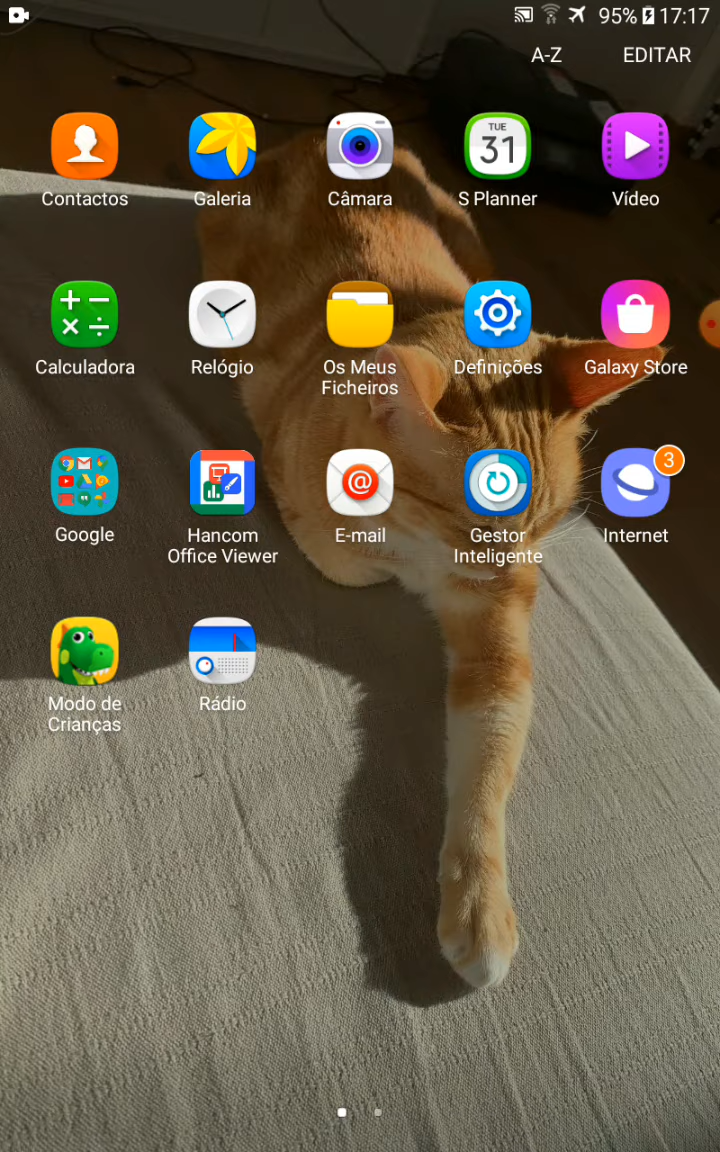 95% 17:17
A-Z EDITAR
TUE
31
Contactos Galeria Câmara S Planner Vídeo
Calculadora Relógio Os Meus Ficheiros Definições Galaxy Store
3
Google Hancom Office Viewer E-mail Gestor Inteligente Internet
Modo de Crianças Rádio